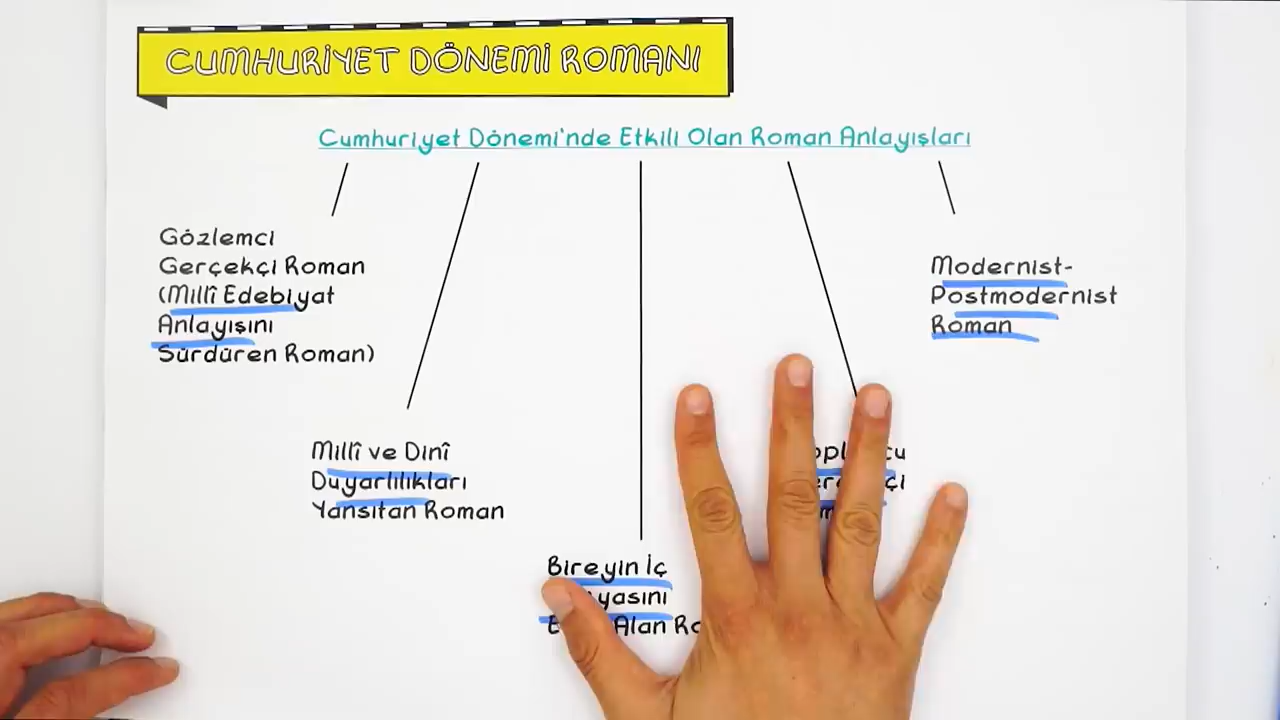 CUMHURİYET DÖNEMİ ROMANI
Cumhuriyet Dönemi'nde Etkili Olan Roman Anlayışları
Gözlemci
Gerçekçi Roman
(Millî Edebiyat
Anlayışını
Sürdüren Roman)
Millî ve Dinî
Duyarlılıkları
Yansıtan Roman
Bireyin İç
Alan
Modernist-
Postmodernist
Roman